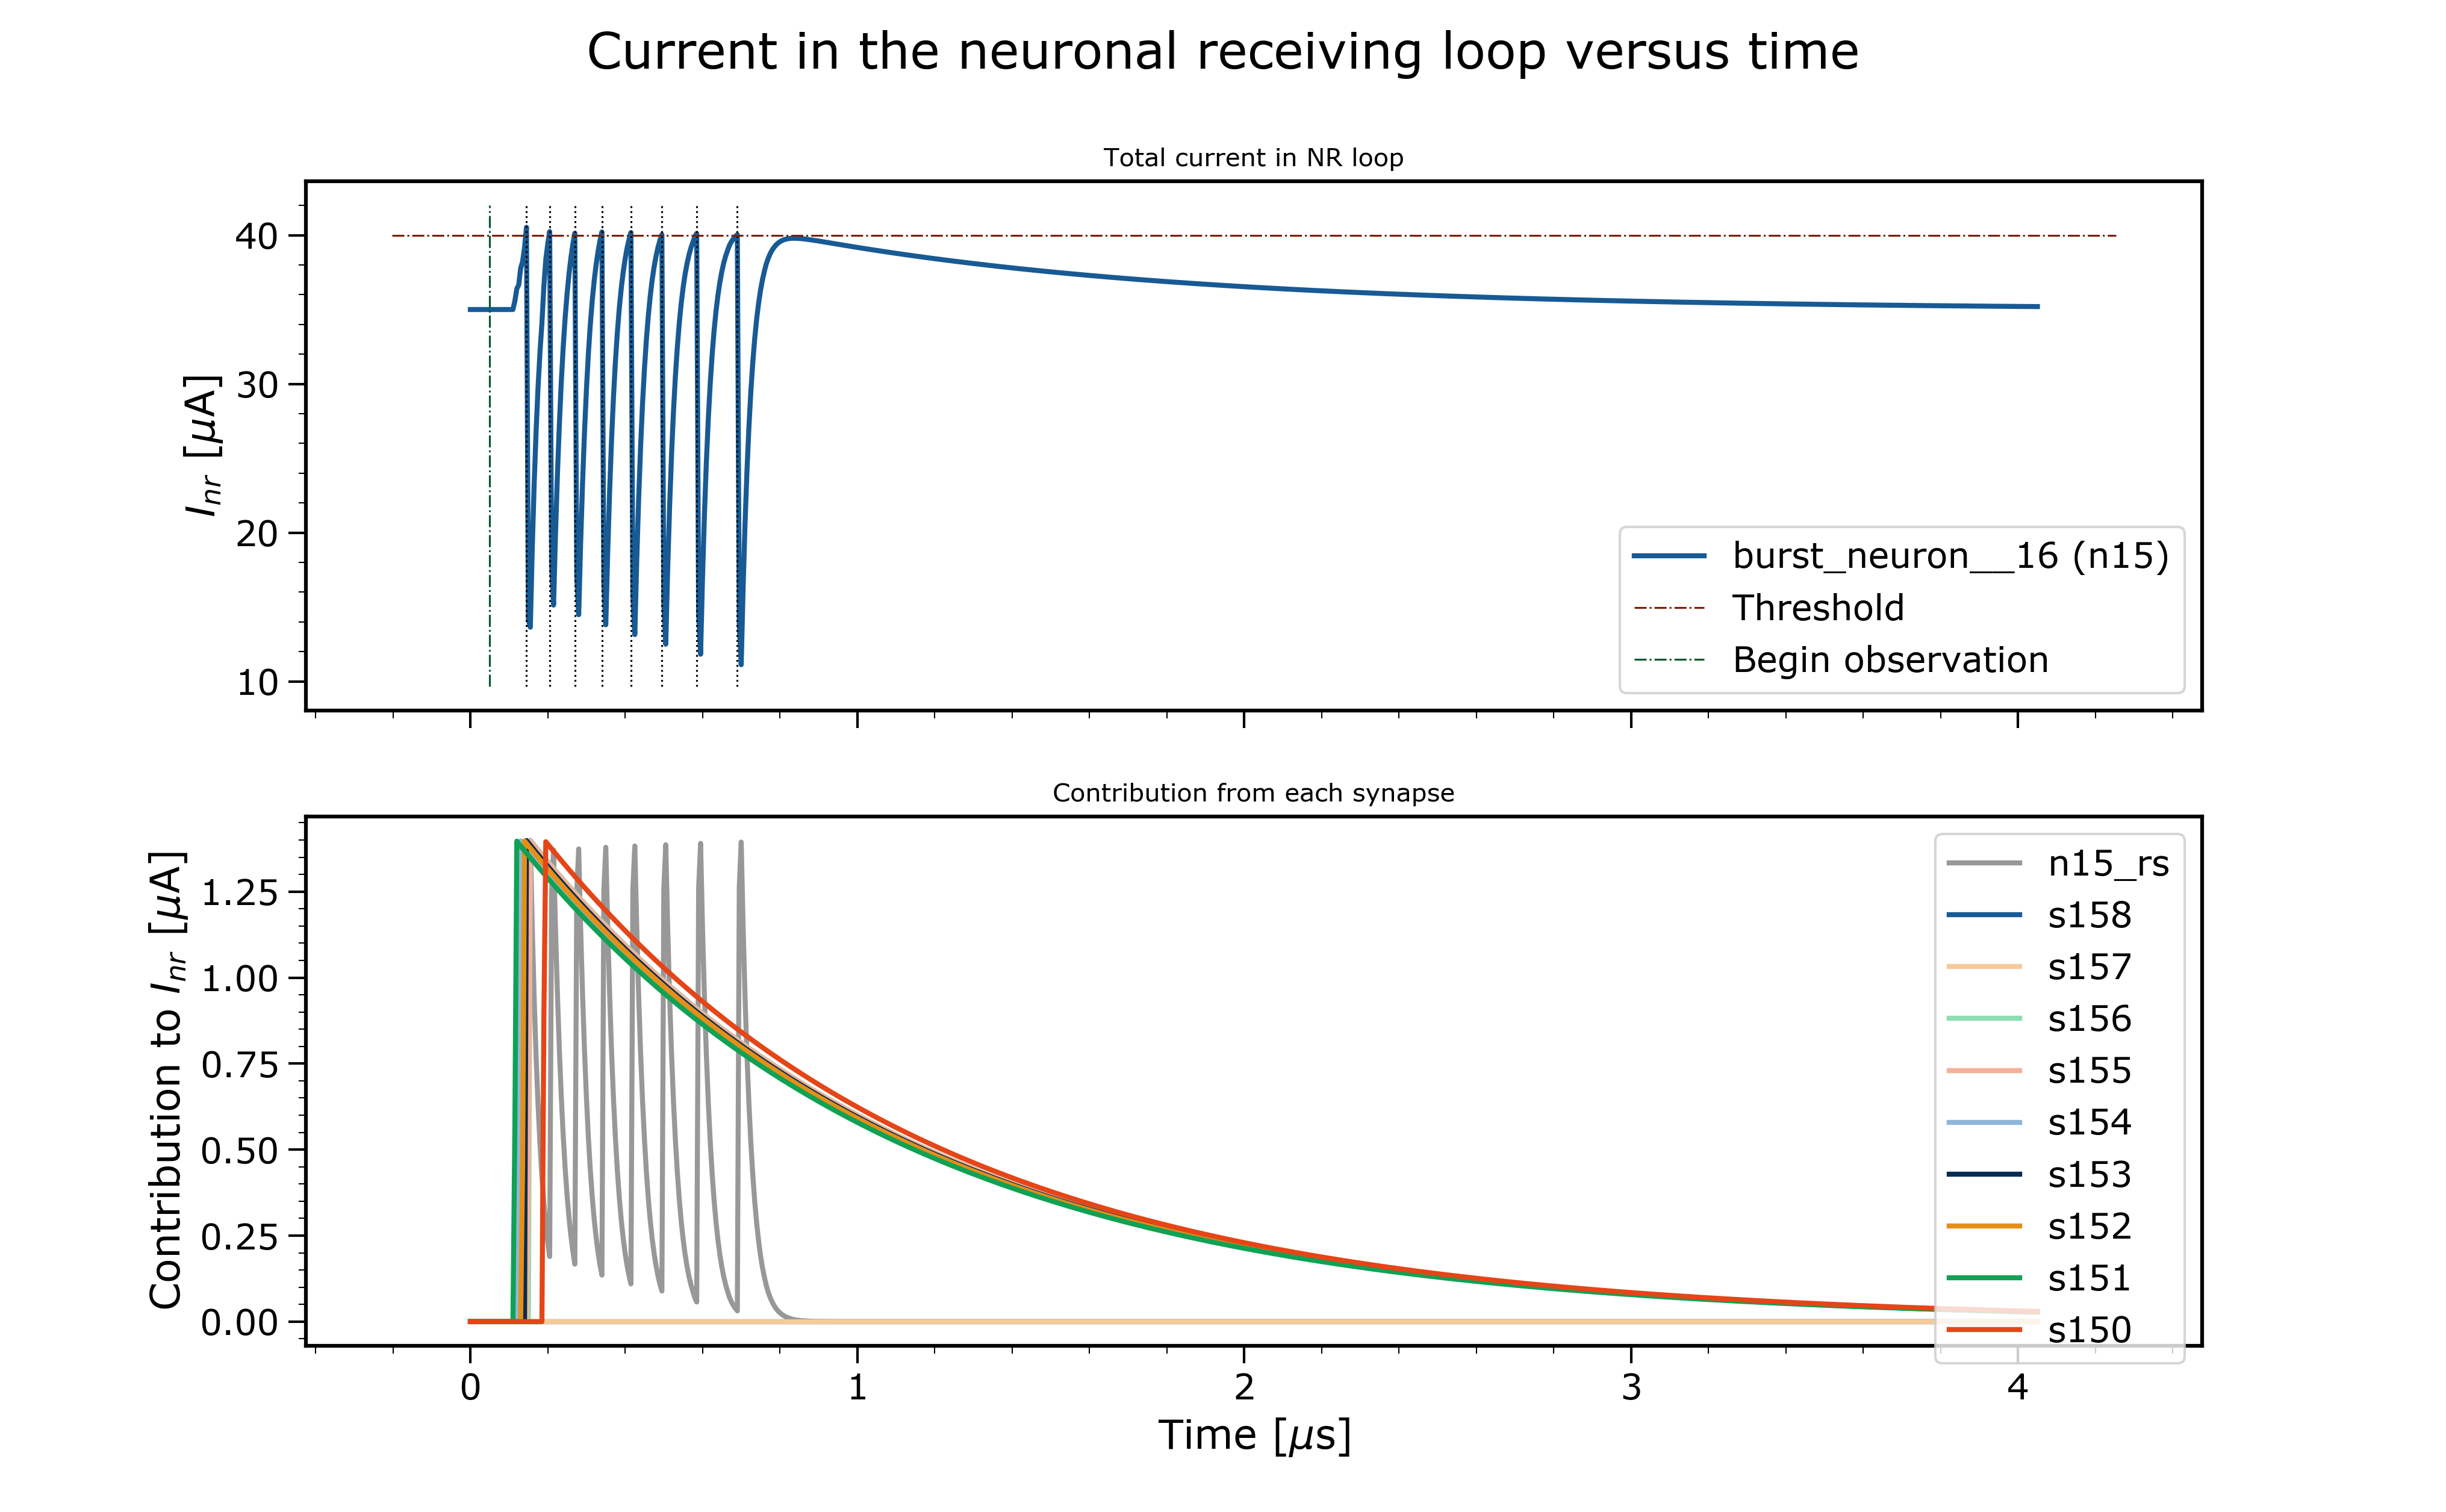 Current in the neuronal receiving loop versus time
Total current in NR loop
40
30
20
10
I_nr [μA]
burst_neuron__16 (n15)
Threshold
Begin observation
Contribution from each synapse
1.25
1.00
0.75
0.50
0.25
0.00
Contribution to I_nr [μA]
n15_rs
s158
s157
s156
s155
s154
s153
s152
s151
s150
0 1 2 3 4
Time [μs]